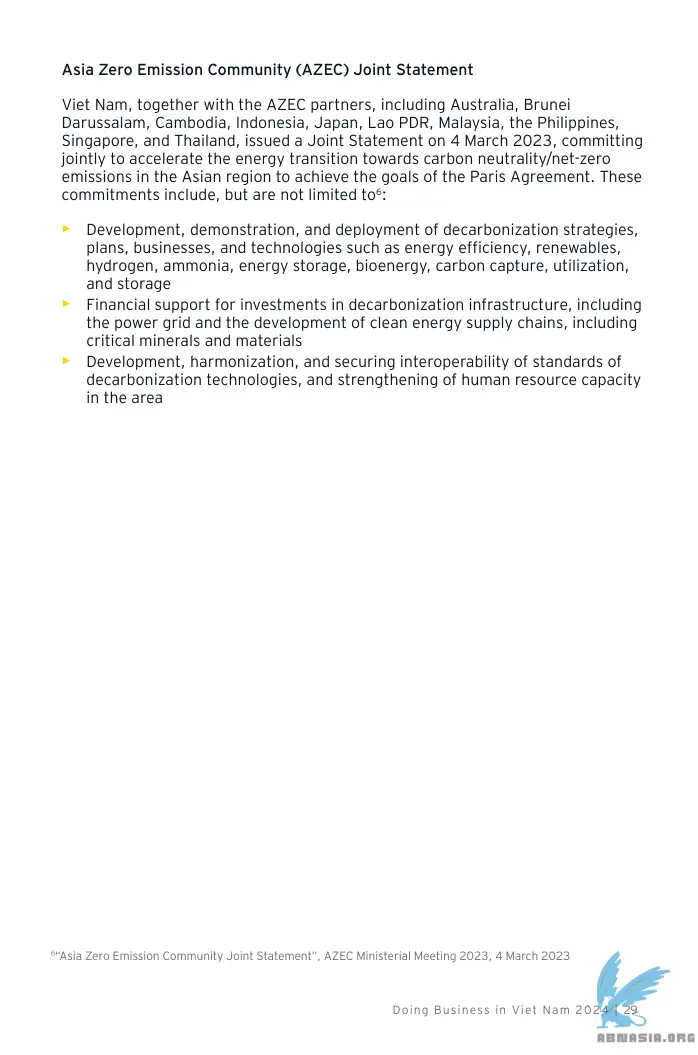 Asia Zero Emission Community (AZEC) Joint Statement
Viet Nam, together with the AZEC partners, including Australia, Brunei
Darussalam, Cambodia, Indonesia, Japan, Lao PDR, Malaysia, the Philippines,
Singapore, and Thailand, issued a Joint Statement on 4 March 2023, committing
jointly to accelerate the energy transition towards carbon neutrality/net-zero
emissions in the Asian region to achieve the goals of the Paris Agreement. These
commitments include, but are not limited to⁶:
► Development, demonstration, and deployment of decarbonization strategies,
plans, businesses, and technologies such as energy efficiency, renewables,
hydrogen, ammonia, energy storage, bioenergy, carbon capture, utilization,
and storage
► Financial support for investments in decarbonization infrastructure, including
the power grid and the development of clean energy supply chains, including
critical minerals and materials
► Development, harmonization, and securing interoperability of standards of
decarbonization technologies, and strengthening of human resource capacity
in the area
⁶“Asia Zero Emission Community Joint Statement”, AZEC Ministerial Meeting 2023, 4 March 2023
Doing Business in Viet Nam 2024 | 29
ABNASIA.ORG